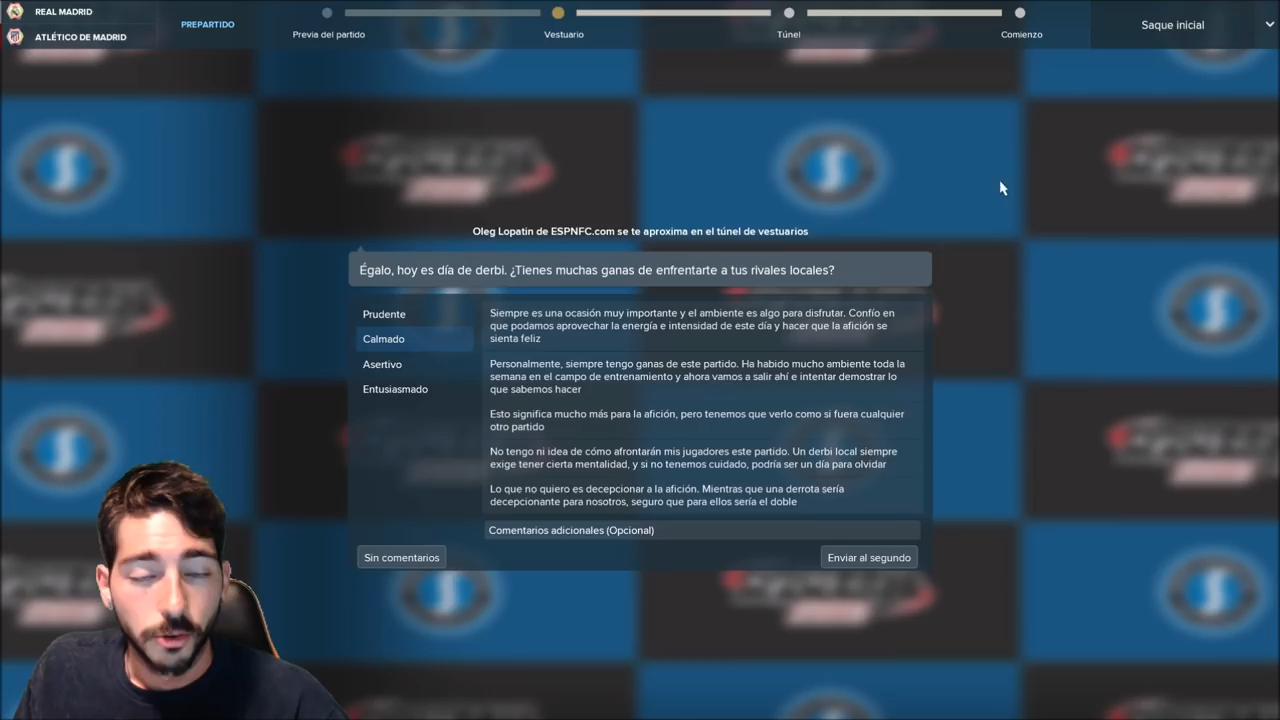 REAL MADRID
ATLÉTICO DE MADRID
PREPARTIDO
Previa del partido
Vestuario
Túnel
Comienzo
Saque inicial
Oleg Lopatin de ESPNFC.com se te aproxima en el túnel de vestuarios
Égalo, hoy es día de derbi. ¿Tienes muchas ganas de enfrentarte a tus rivales locales?
Prudente
Calmado
Asertivo
Entusiasmado
Siempre es una ocasión muy importante y el ambiente es algo para disfrutar. Confío en
que podamos aprovechar la energía e intensidad de este día y hacer que la afición se
sienta feliz
Personalmente, siempre tengo ganas de este partido. Ha habido mucho ambiente toda la
semana en el campo de entrenamiento y ahora vamos a salir ahí e intentar demostrar lo
que sabemos hacer
Esto significa mucho más para la afición, pero tenemos que verlo como si fuera cualquier
otro partido
No tengo ni idea de cómo afrontarán mis jugadores este partido. Un derbi local siempre
exige tener cierta mentalidad, y si no tenemos cuidado, podría ser un día para olvidar
Lo que no quiero es decepcionar a la afición. Mientras que una derrota sería
decepcionante para nosotros, seguro que para ellos sería el doble
Comentarios adicionales (Opcional)
Sin comentarios
Enviar al segundo